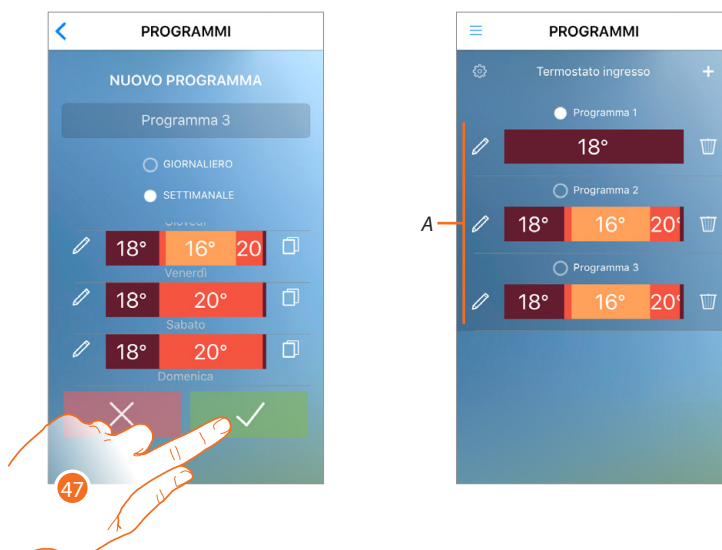 PROGRAMMI
NUOVO PROGRAMMA
Programma 3
GIORNALIERO
SETTIMANALE
Giovedì
18° 16° 20
Venerdì
18° 20°
Sabato
18° 20°
Domenica
47
PROGRAMMI
Termostato ingresso +
Programma 1
18°
Programma 2
A
18° 16° 20°
Programma 3
18° 16° 20°